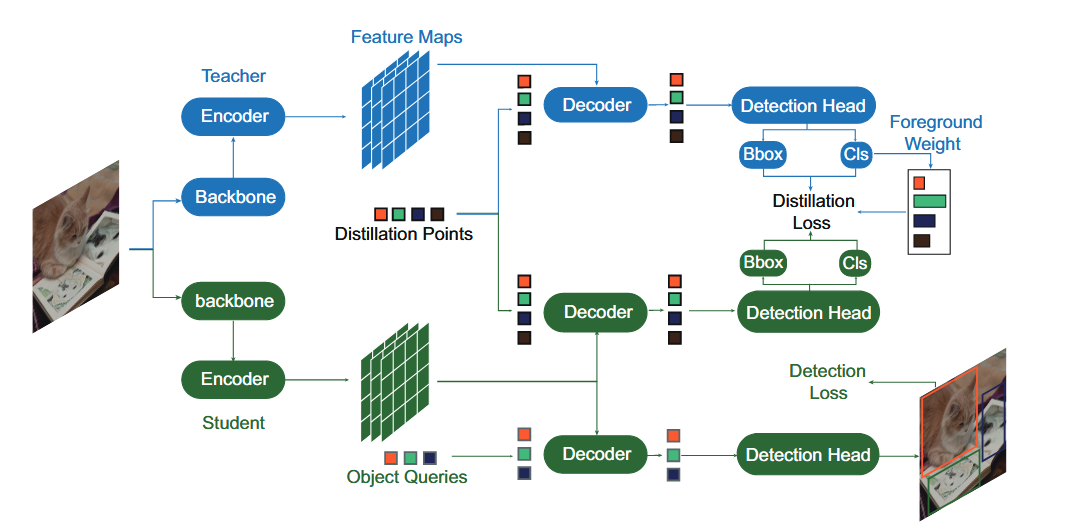 Feature Maps
Teacher
Encoder
Decoder
Detection Head
Foreground
Weight
Bbox
Cls
Backbone
Distillation
Loss
Distillation Points
Bbox
Cls
backbone
Decoder
Detection Head
Encoder
Detection
Loss
Student
Decoder
Detection Head
Object Queries